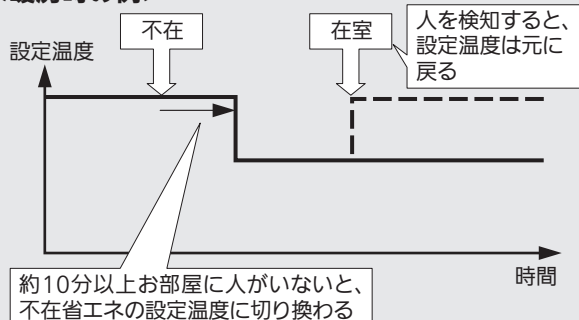 不在
在室
人を検知すると、
設定温度は元に
戻る
設定温度
約10分以上お部屋に人がいないと、
不在省エネの設定温度に切り換わる
時間